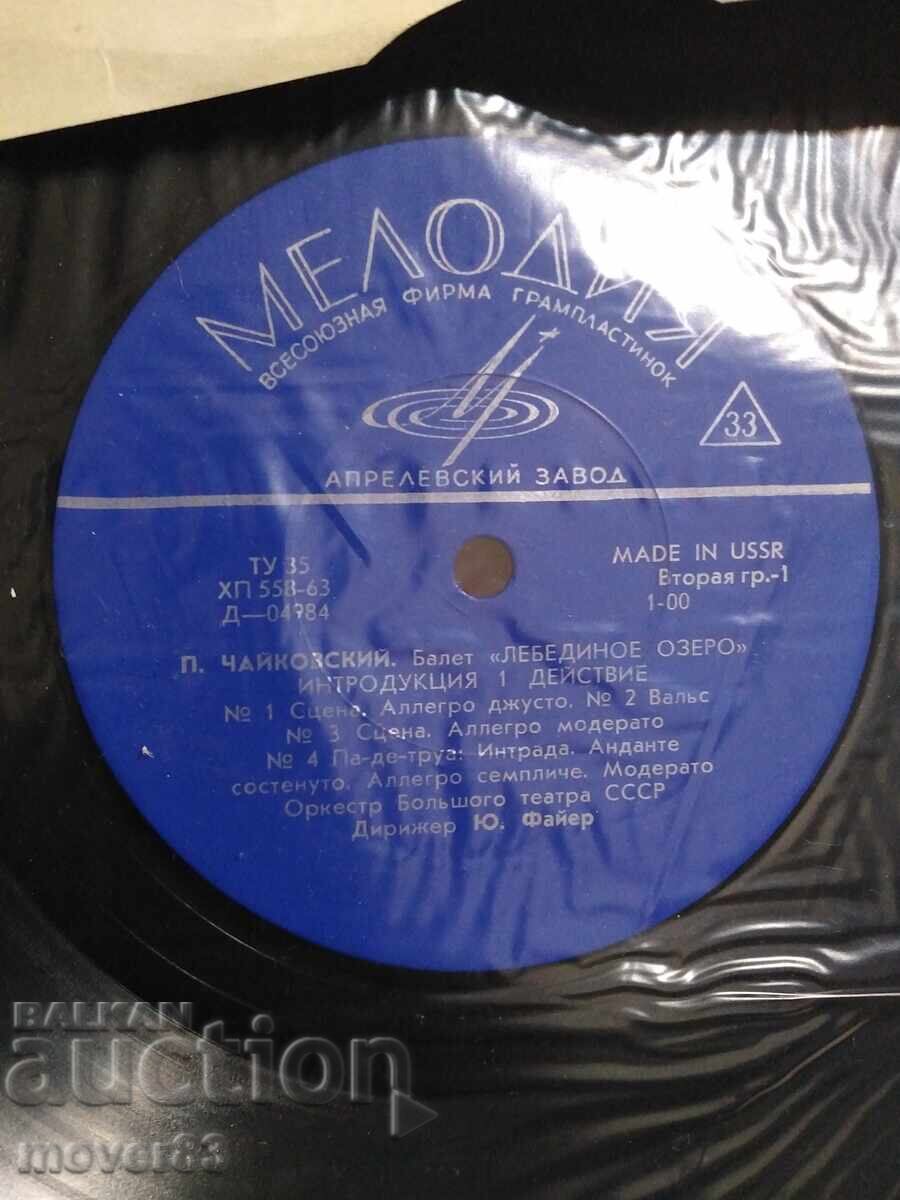 МЕЛОДИЯ
ВСЕСОЮЗНАЯ ФИРМА ГРАМПЛАСТИНОК
33
АПРЕЛЕВСКИЙ ЗАВОД
ТУ 35
ХП 558-63
Д—04984
MADE IN USSR
Вторая гр.-1
1-00
П. ЧАЙКОВСКИЙ. Балет «ЛЕБЕДИНОЕ ОЗЕРО»
ИНТРОДУКЦИЯ 1 ДЕЙСТВИЕ
№ 1 Сцена. Аллегро джусто. № 2 Вальс
№ 3 Сцена. Аллегро модерато
№ 4 Па-де-труа: Интрада. Анданте
состенуто. Аллегро семпличе. Модерато
Оркестр Большого театра СССР
Дирижер Ю. Файер
BALKAN
auction
mover83